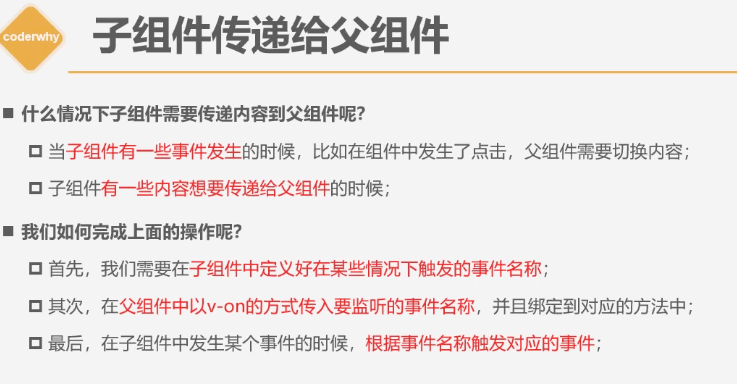 coderwhy
子组件传递给父组件
什么情况下子组件需要传递内容到父组件呢?
当子组件有一些事件发生的时候，比如在组件中发生了点击，父组件需要切换内容;
子组件有一些内容想要传递给父组件的时候;
我们如何完成上面的操作呢?
首先，我们需要在子组件中定义好在某些情况下触发的事件名称;
其次，在父组件中以v-on的方式传入要监听的事件名称，并且绑定到对应的方法中;
最后，在子组件中发生某个事件的时候，根据事件名称触发对应的事件;